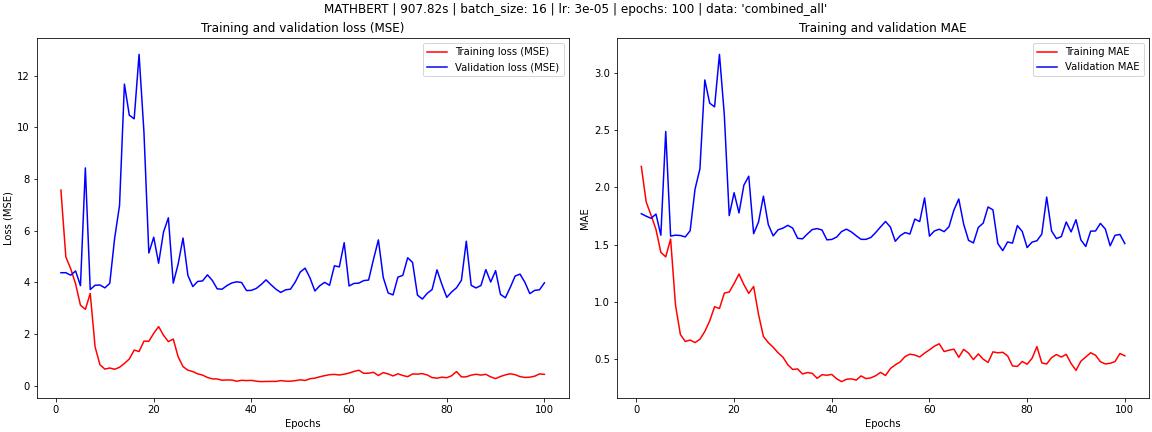 MATHBERT | 907.82s | batch_size: 16 | lr: 3e-05 | epochs: 100 | data: 'combined_all'
Training and validation loss (MSE)
Training loss (MSE)
Validation loss (MSE)
12
10
8
6
4
2
0
Loss (MSE)
0 20 40 60 80 100
Epochs
Training and validation MAE
Training MAE
Validation MAE
3.0
2.5
2.0
1.5
1.0
0.5
MAE
0 20 40 60 80 100
Epochs